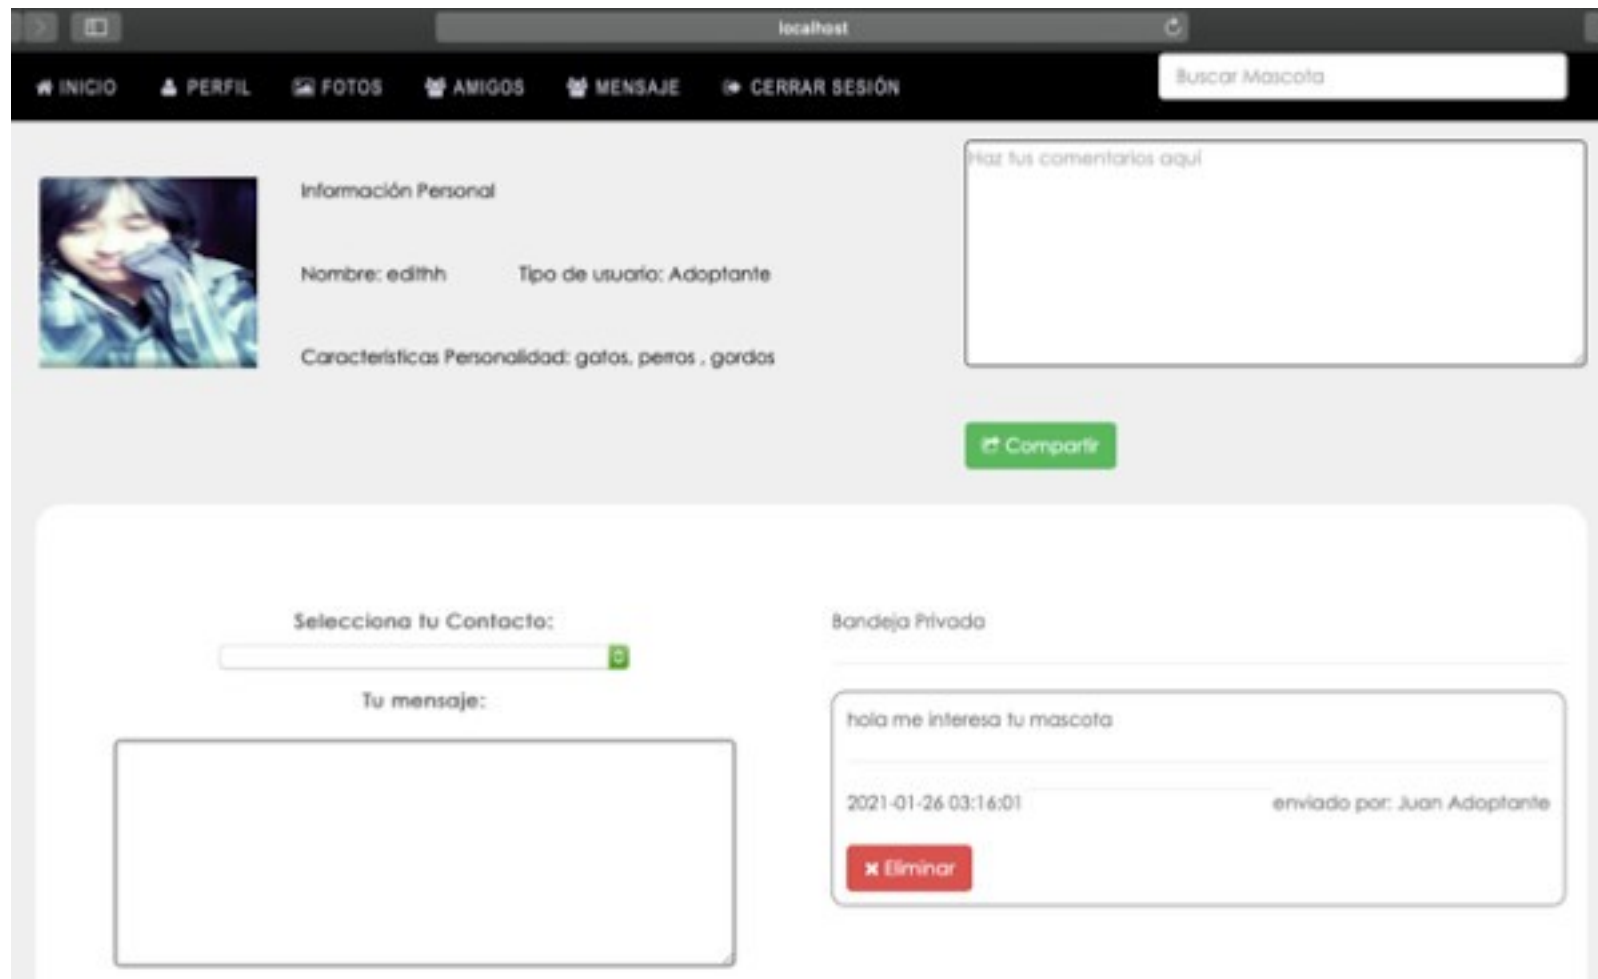 localhost
INICIO PERFIL FOTOS AMIGOS MENSAJE CERRAR SESIÓN Buscar Mascota
Haz tus comentarios aquí
Información Personal
Nombre: edithh Tipo de usuario: Adoptante
Características Personalidad: gatos, perros , gordos
Compartir
Selecciona tu Contacto:
Tu mensaje:
Bandeja Privada
hola me interesa tu mascota
2021-01-26 03:16:01 enviado por: Juan Adoptante
Eliminar